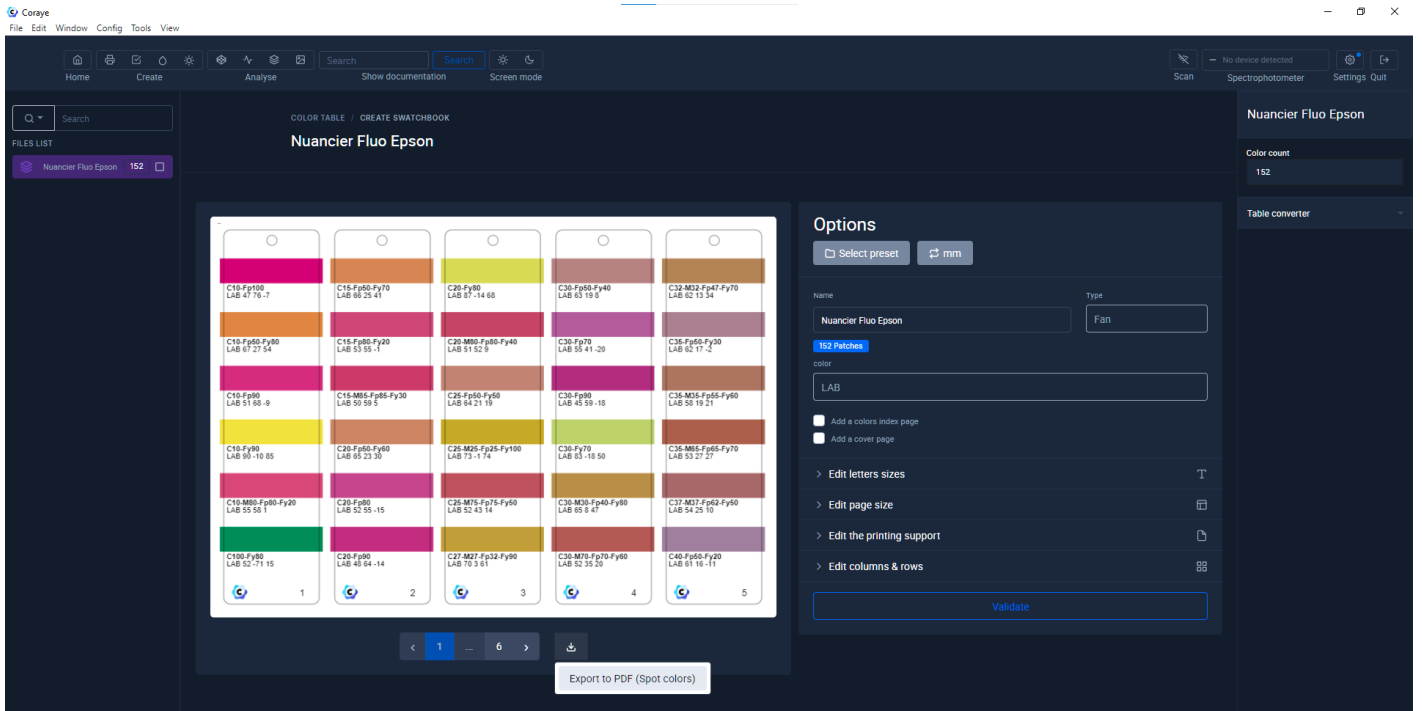 Coraye
File Edit Window Config Tools View
Search Search
Home Create Analyse Show documentation Screen mode
No device detected
Scan Spectrophotometer Settings Quit
Search
FILES LIST
Nuancier Fluo Epson 152
COLOR TABLE / CREATE SWATCHBOOK
Nuancier Fluo Epson
C10-Fp100
LAB 47 76 -7
C10-Fp50-Fy80
LAB 67 27 54
C10-Fp90
LAB 51 68 -9
C10-Fy90
LAB 90 -10 85
C10-M80-Fp80-Fy20
LAB 55 58 1
C100-Fy80
LAB 52 -71 15
1
C15-Fp50-Fy70
LAB 66 25 41
C15-Fp80-Fy20
LAB 53 55 -1
C15-M85-Fp85-Fy30
LAB 50 59 5
C20-Fp50-Fy60
LAB 65 23 30
C20-Fp80
LAB 52 55 -15
C20-Fp90
LAB 48 64 -14
2
C20-Fy80
LAB 87 -14 68
C20-M80-Fp80-Fy40
LAB 51 52 9
C25-Fp50-Fy50
LAB 64 21 19
C25-M25-Fp25-Fy100
LAB 73 -1 74
C25-M75-Fp75-Fy50
LAB 52 43 14
C27-M27-Fp32-Fy90
LAB 70 3 61
3
C30-Fp50-Fy40
LAB 63 19 8
C30-Fp70
LAB 55 41 -20
C30-Fp90
LAB 45 59 -18
C30-Fy70
LAB 83 -18 50
C30-M30-Fp40-Fy80
LAB 65 8 47
C30-M70-Fp70-Fy60
LAB 52 35 20
4
C32-M32-Fp47-Fy70
LAB 62 13 34
C35-Fp50-Fy30
LAB 62 17 -2
C35-M35-Fp55-Fy60
LAB 58 19 21
C35-M65-Fp65-Fy70
LAB 53 27 27
C37-M37-Fp62-Fy50
LAB 54 25 10
C40-Fp50-Fy20
LAB 61 16 -11
5
1 ... 6
Export to PDF (Spot colors)
Options
Select preset mm
Name Type
Nuancier Fluo Epson Fan
152 Patches
color
LAB
Add a colors index page
Add a cover page
Edit letters sizes
Edit page size
Edit the printing support
Edit columns & rows
Validate
Nuancier Fluo Epson
Color count
152
Table converter